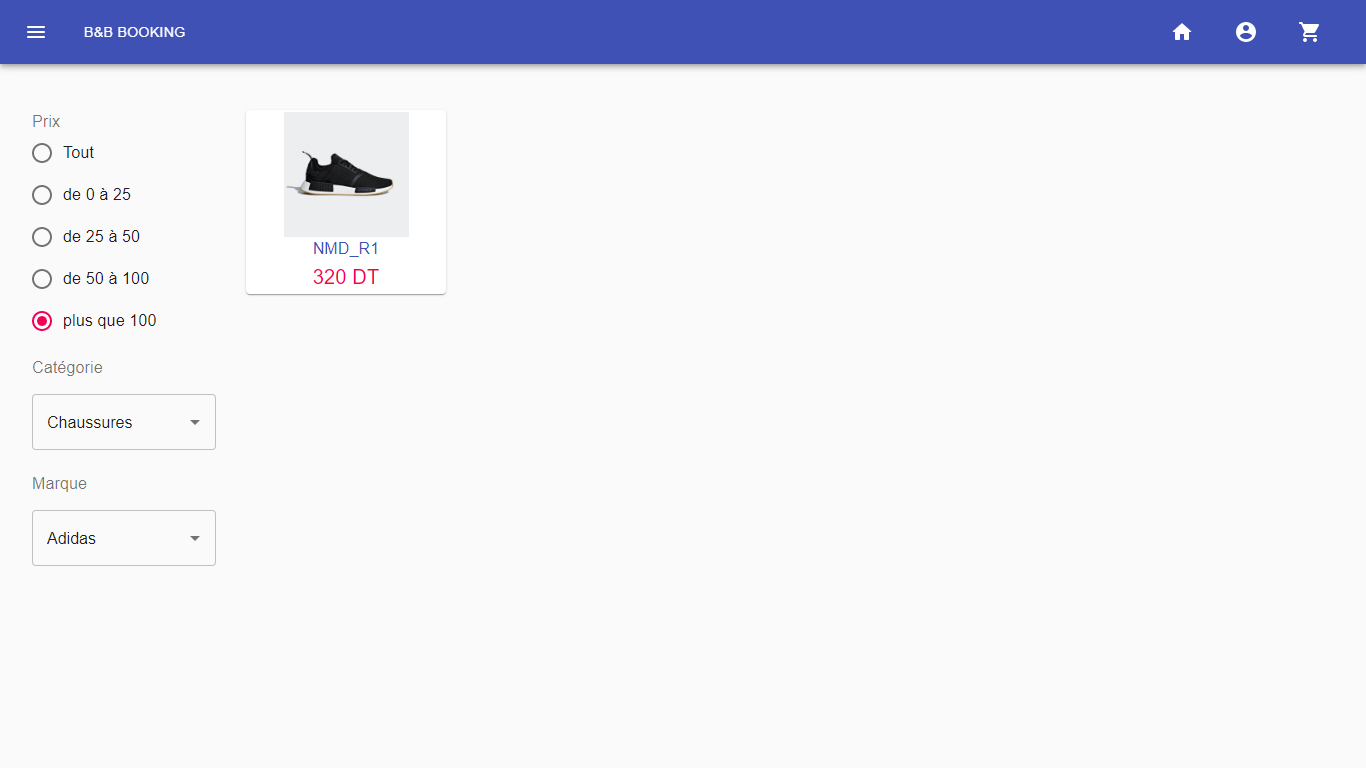 B&B BOOKING
Prix
Tout
de 0 à 25
de 25 à 50
de 50 à 100
plus que 100
Catégorie
Chaussures
Marque
Adidas
NMD_R1
320 DT